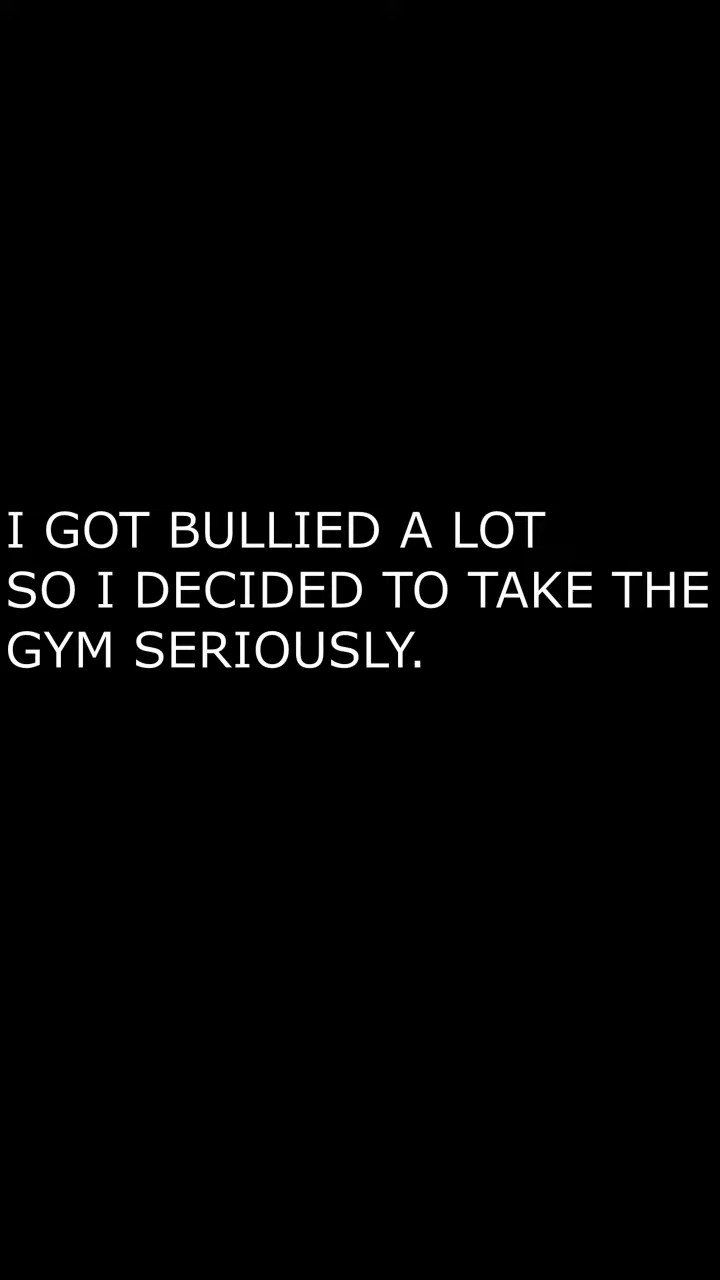 I GOT BULLIED A LOT
SO I DECIDED TO TAKE THE
GYM SERIOUSLY.